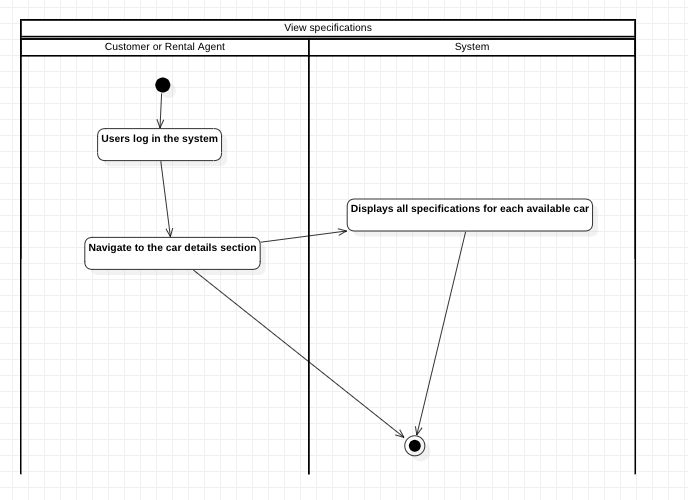 View specifications
Customer or Rental Agent
System
Users log in the system
Displays all specifications for each available car
Navigate to the car details section